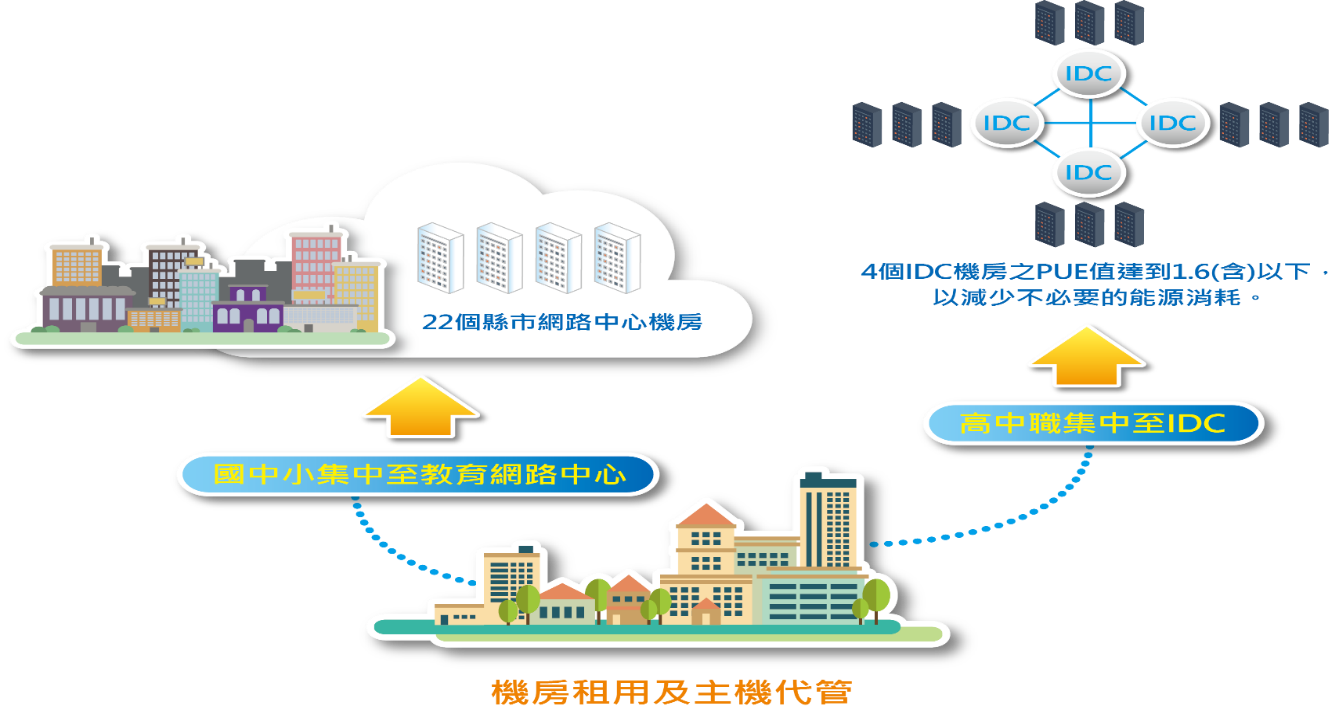 IDC
IDC
IDC
IDC
4個IDC機房之PUE值達到1.6(含)以下，
以減少不必要的能源消耗。
22個縣市網路中心機房
高中職集中至IDC
國中小集中至教育網路中心
機房租用及主機代管